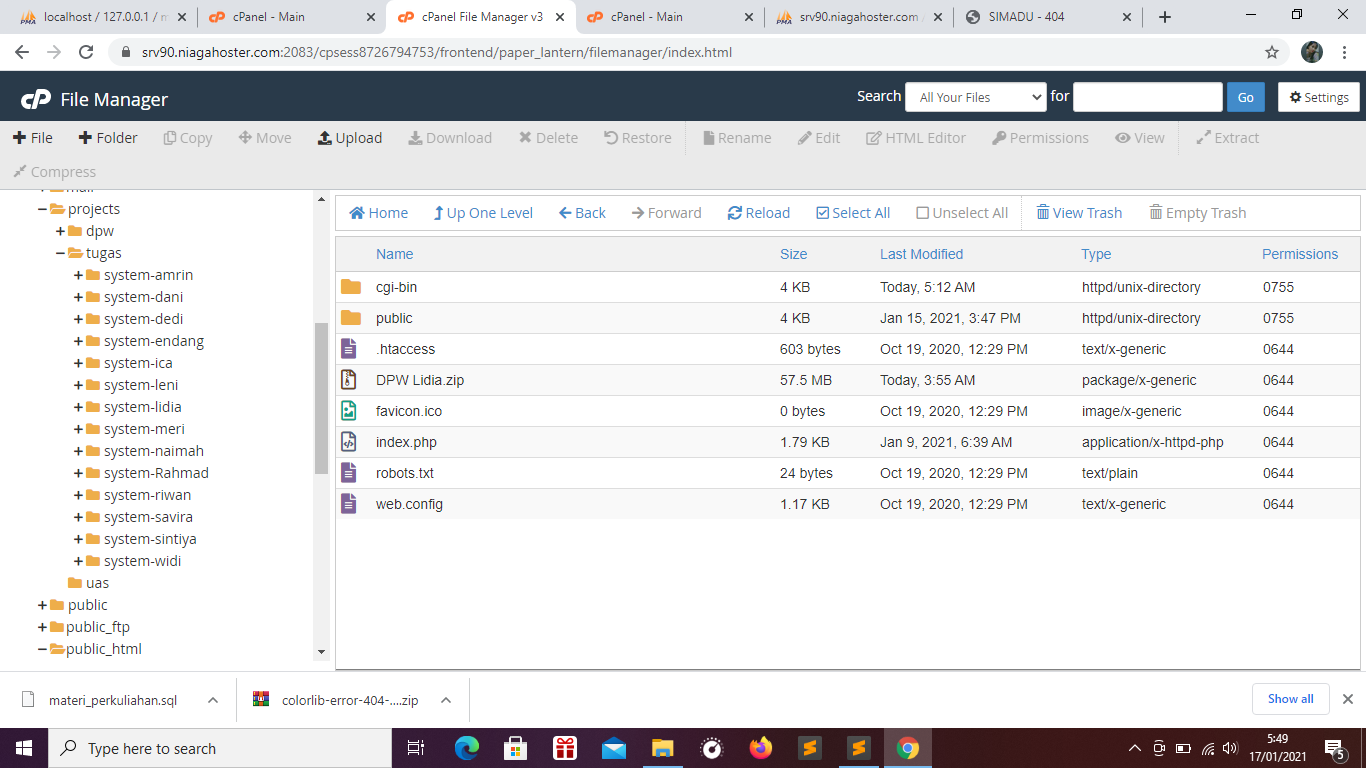 localhost / 127.0.0.1 / m
cPanel - Main
cPanel File Manager v3
cPanel - Main
srv90.niagahoster.com
SIMADU - 404
srv90.niagahoster.com:2083/cpsess8726794753/frontend/paper_lantern/filemanager/index.html
cP File Manager
Search All Your Files for Go Settings
File Folder Copy Move Upload Download Delete Restore Rename Edit HTML Editor Permissions View Extract
Compress
projects
dpw
tugas
system-amrin
system-dani
system-dedi
system-endang
system-ica
system-leni
system-lidia
system-meri
system-naimah
system-Rahmad
system-riwan
system-savira
system-sintiya
system-widi
uas
public
public_ftp
public_html
Home Up One Level Back Forward Reload Select All Unselect All View Trash Empty Trash
Name Size Last Modified Type Permissions
cgi-bin 4 KB Today, 5:12 AM httpd/unix-directory 0755
public 4 KB Jan 15, 2021, 3:47 PM httpd/unix-directory 0755
.htaccess 603 bytes Oct 19, 2020, 12:29 PM text/x-generic 0644
DPW Lidia.zip 57.5 MB Today, 3:55 AM package/x-generic 0644
favicon.ico 0 bytes Oct 19, 2020, 12:29 PM image/x-generic 0644
index.php 1.79 KB Jan 9, 2021, 6:39 AM application/x-httpd-php 0644
robots.txt 24 bytes Oct 19, 2020, 12:29 PM text/plain 0644
web.config 1.17 KB Oct 19, 2020, 12:29 PM text/x-generic 0644
materi_perkuliahan.sql
colorlib-error-404-....zip
Show all
Type here to search
5:49
17/01/2021
5